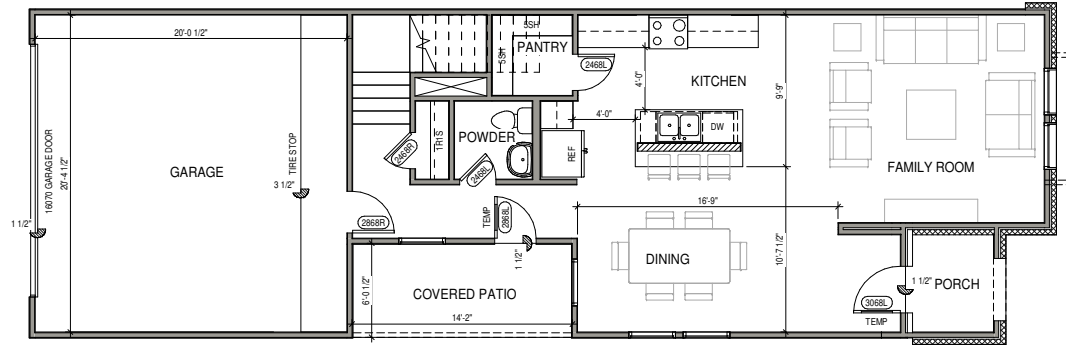 20'-0 1/2"
5SH
5SH
PANTRY
2468L
KITCHEN
4'-0"
9'-9"
4'-0"
DW
REF
TR1S
POWDER
2468R
2468L
GARAGE
16070 GARAGE DOOR
20'-4 1/2"
TIRE STOP
3 1/2"
1 1/2"
FAMILY ROOM
16'-9"
2868R
TEMP
2868L
1 1/2"
DINING
10'-7 1/2"
6'-0 1/2"
COVERED PATIO
14'-2"
3068L
TEMP
1 1/2"
PORCH